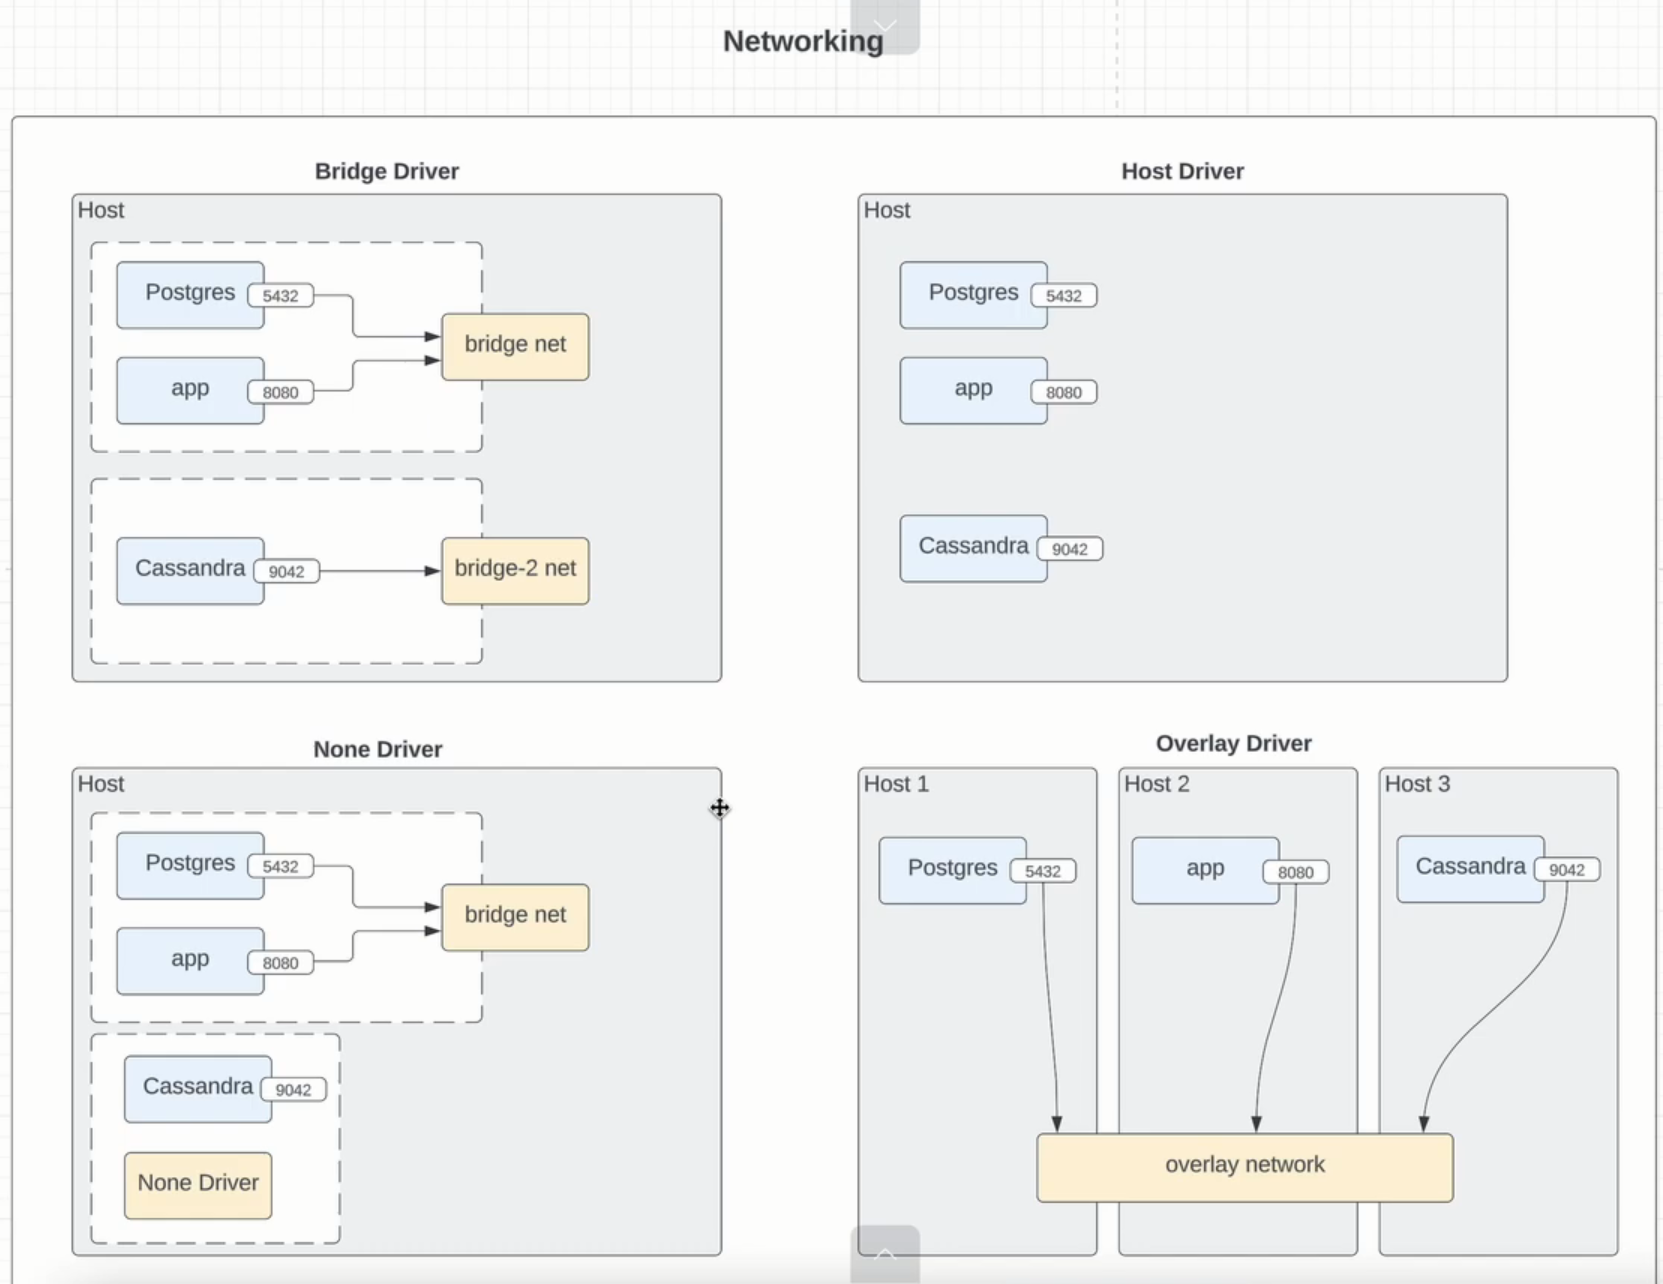 Networking
Bridge Driver
Host
Postgres
5432
app
8080
bridge net
Cassandra
9042
bridge-2 net
Host Driver
Host
Postgres
5432
app
8080
Cassandra
9042
None Driver
Host
Postgres
5432
app
8080
bridge net
Cassandra
9042
None Driver
Overlay Driver
Host 1
Postgres
5432
Host 2
app
8080
Host 3
Cassandra
9042
overlay network